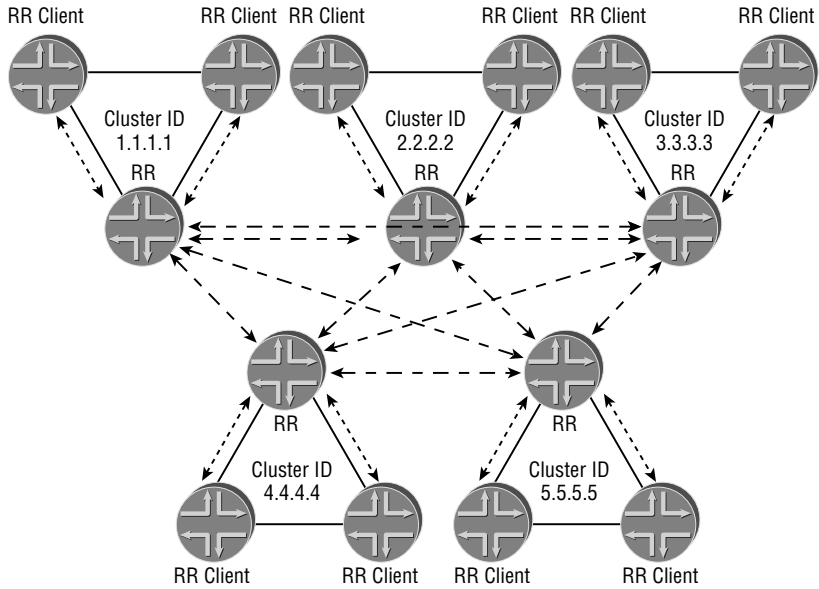 RR Client
RR Client
RR Client
RR Client
RR Client
RR Client
Cluster ID
1.1.1.1
Cluster ID
2.2.2.2
Cluster ID
3.3.3.3
RR
RR
RR
RR
RR
Cluster ID
4.4.4.4
Cluster ID
5.5.5.5
RR Client
RR Client
RR Client
RR Client